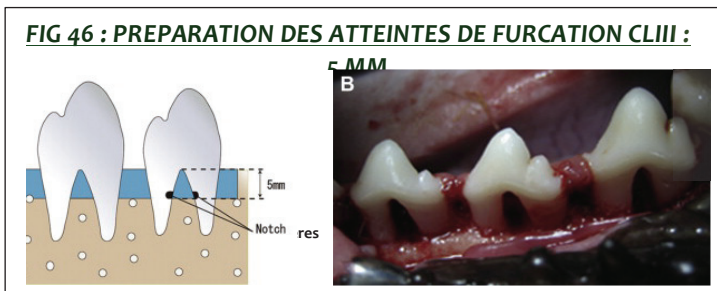 FIG 46 : PREPARATION DES ATTEINTES DE FURCATION CLIII :
5 MM
B
5mm
Notch
res